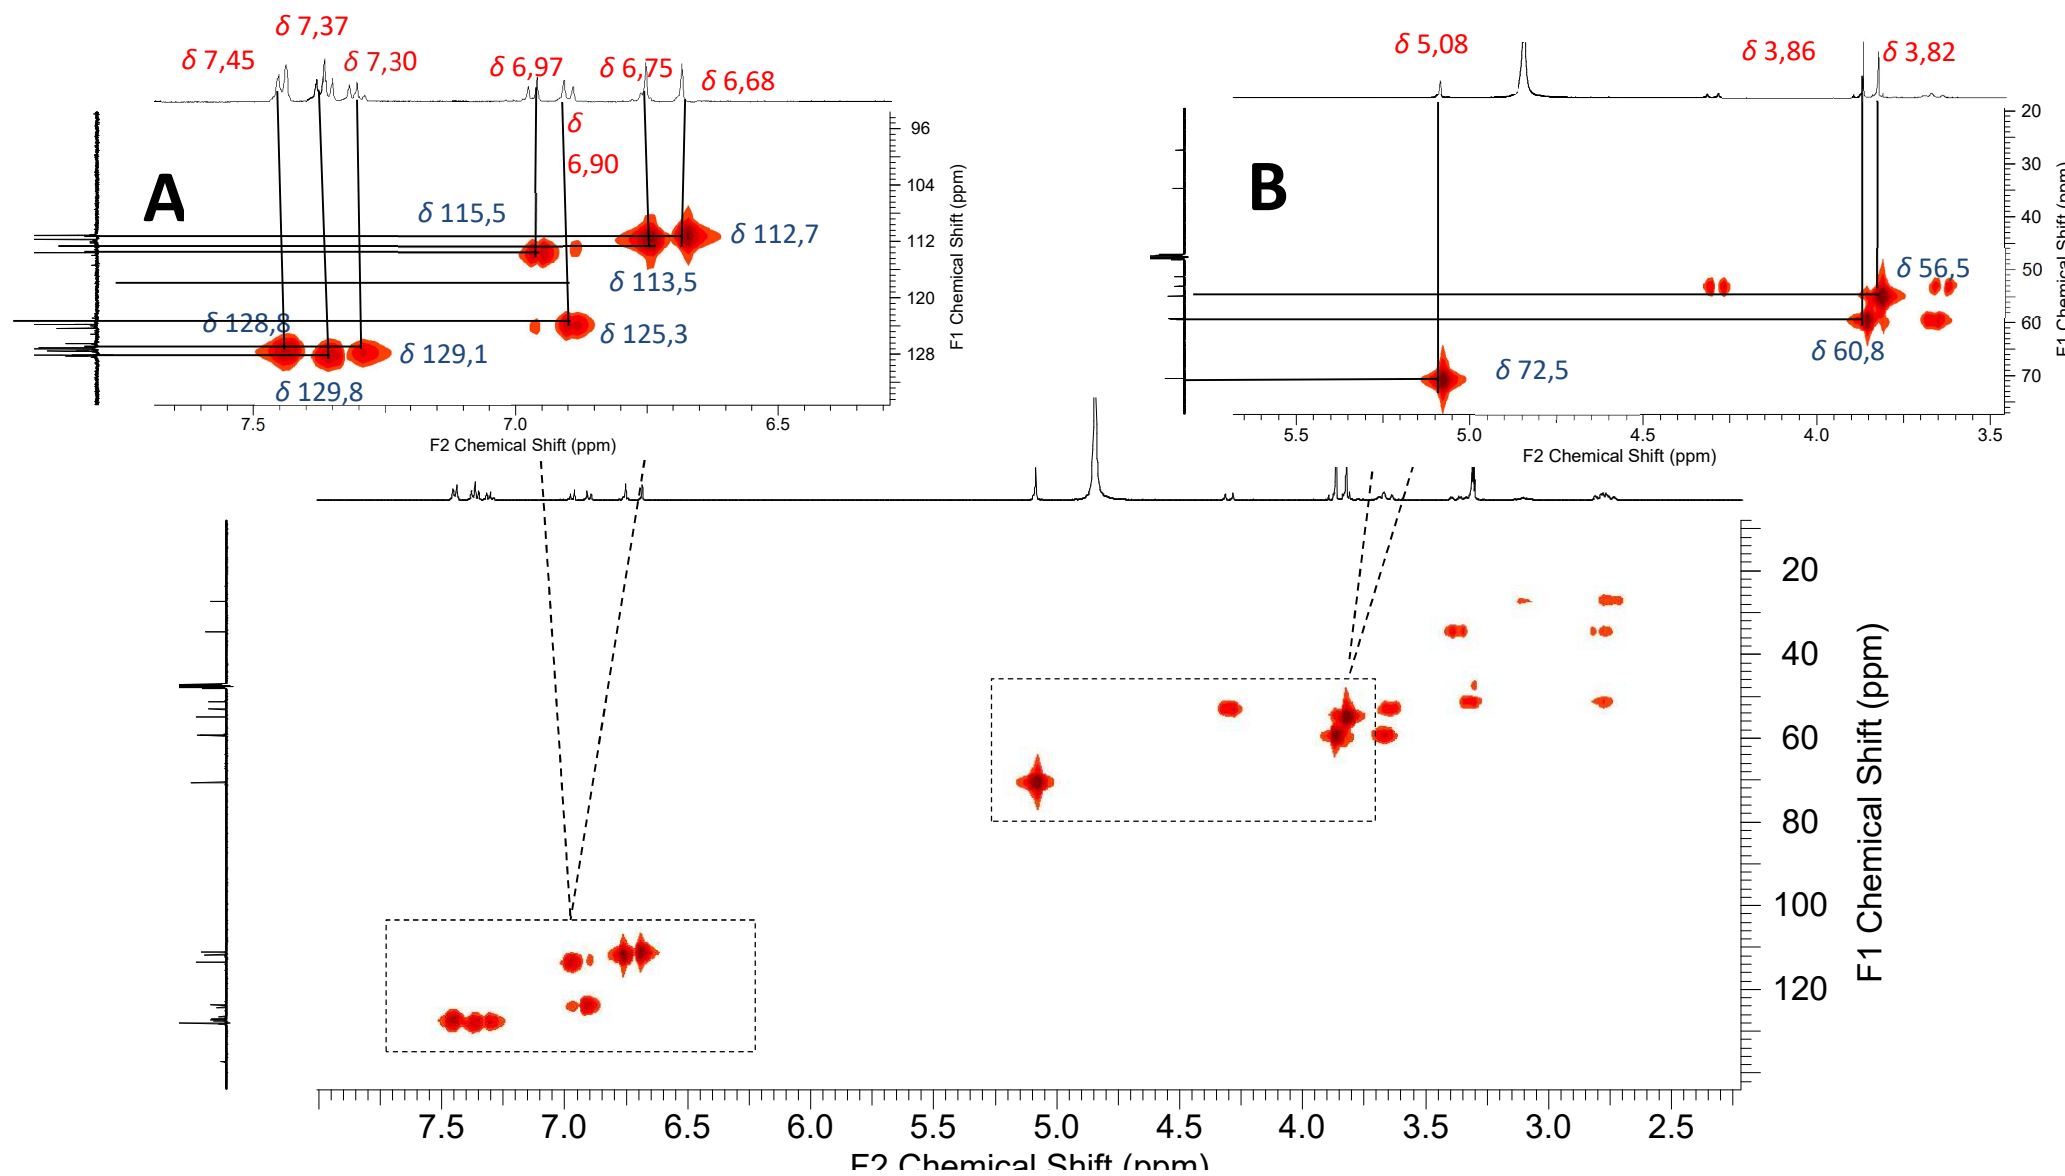 δ 7,37
δ 7,45
δ 7,30
δ 6,97
δ 6,75
δ 6,68
δ
6,90
A
δ 115,5
δ 112,7
δ 113,5
δ 128,8
δ 125,3
δ 129,1
δ 129,8
96
104
112
120
128
F1 Chemical Shift (ppm)
7.5
7.0
6.5
F2 Chemical Shift (ppm)
δ 5,08
δ 3,86
δ 3,82
B
δ 56,5
δ 60,8
δ 72,5
20
30
40
50
60
70
F1 Chemical Shift (ppm)
5.5
5.0
4.5
4.0
3.5
F2 Chemical Shift (ppm)
20
40
60
80
100
120
F1 Chemical Shift (ppm)
7.5
7.0
6.5
6.0
5.5
5.0
4.5
4.0
3.5
3.0
2.5
F2 Chemical Shift (ppm)